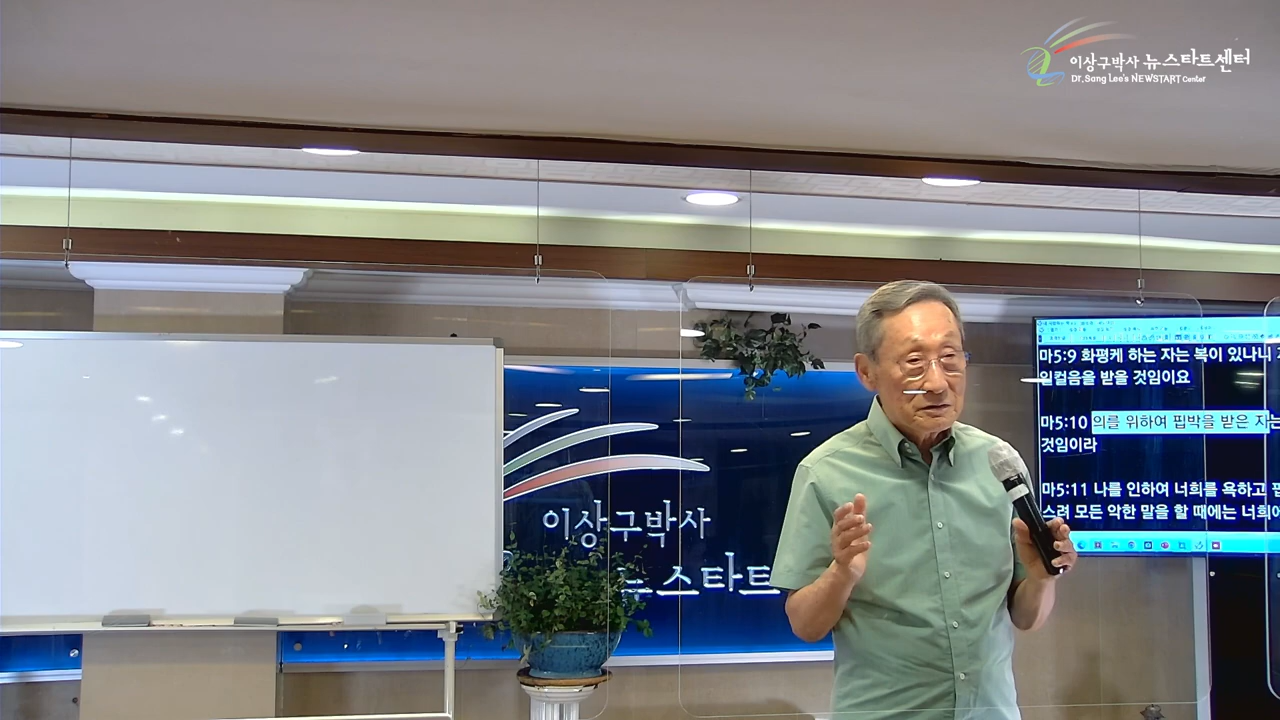 이상구박사 뉴스타트센터
Dr. Sang Lee's NEWSTART Center
마5:9 화평케 하는 자는 복이 있나니
일컬음을 받을 것임이요
마5:10 의를 위하여 핍박을 받은 자는
것임이라
마5:11 나를 인하여 너희를 욕하고
스려 모든 악한 말을 할 때에는 너희에
이상구박사
뉴스타트